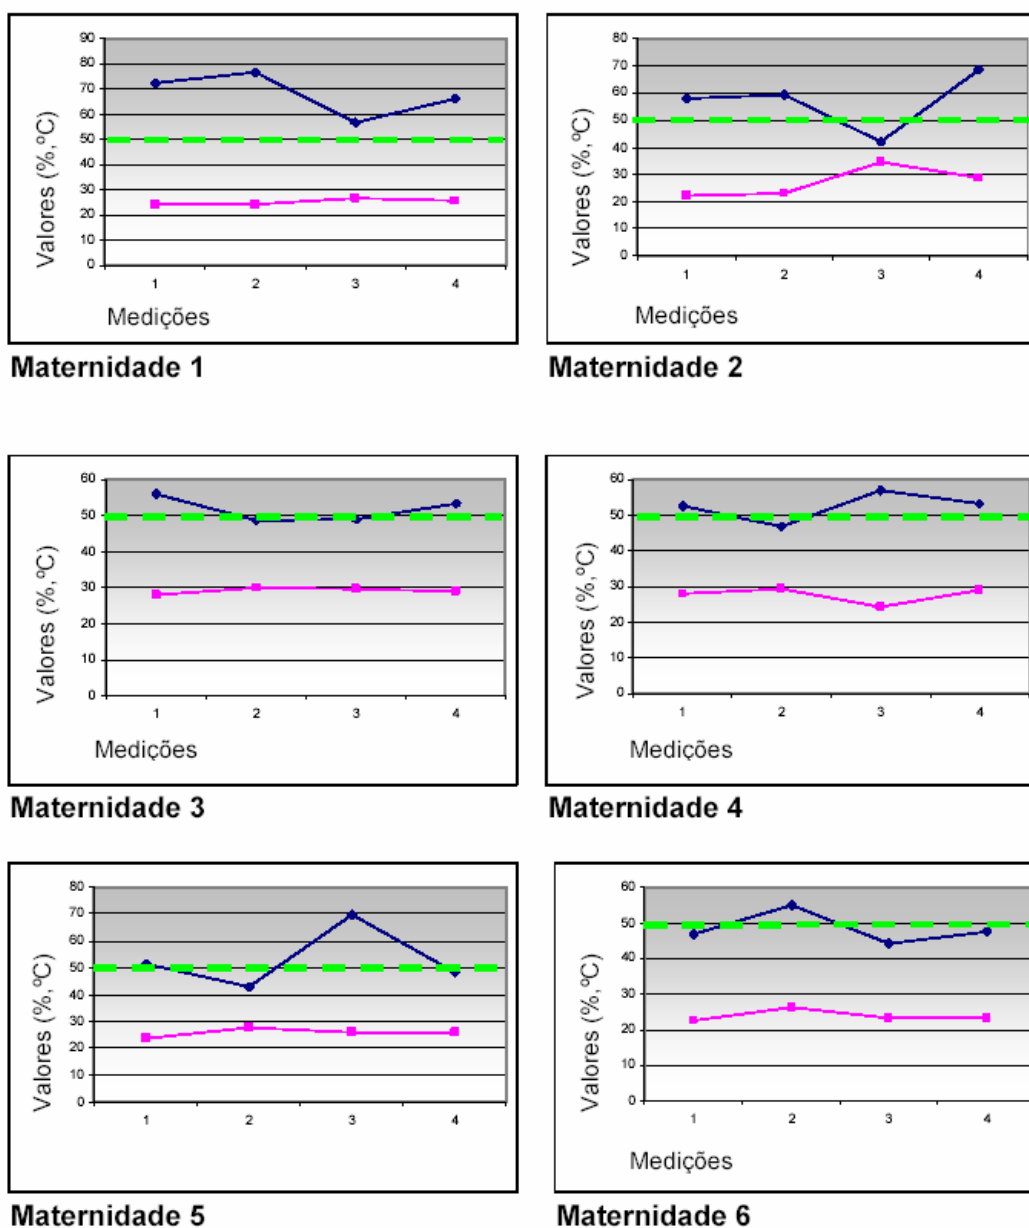 90
80
70
60
50
40
30
20
10
0
Valores (%,ºC)
1 2 3 4
Medições
Maternidade 1
80
70
60
50
40
30
20
10
0
Valores (%,ºC)
1 2 3 4
Medições
Maternidade 2
60
50
40
30
20
10
0
Valores (%,ºC)
1 2 3 4
Medições
Maternidade 3
60
50
40
30
20
10
0
Valores (%,ºC)
1 2 3 4
Medições
Maternidade 4
80
70
60
50
40
30
20
10
0
Valores (%,ºC)
1 2 3 4
Maternidade 5
60
50
40
30
20
10
0
Valores (%,ºC)
1 2 3 4
Medições
Maternidade 6